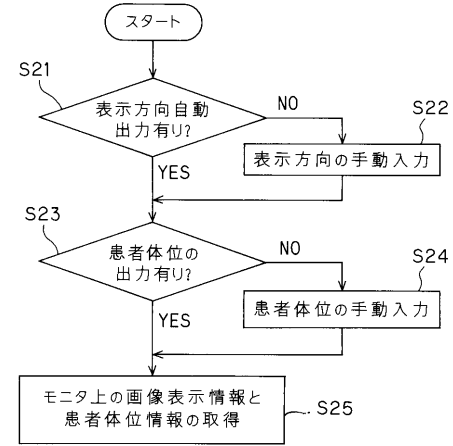 スタート
S21
表示方向自動
出力有り?
NO
S22
表示方向の手動入力
YES
S23
患者体位の
出力有り?
NO
S24
患者体位の手動入力
YES
モニタ上の画像表示情報と
患者体位情報の取得
S25